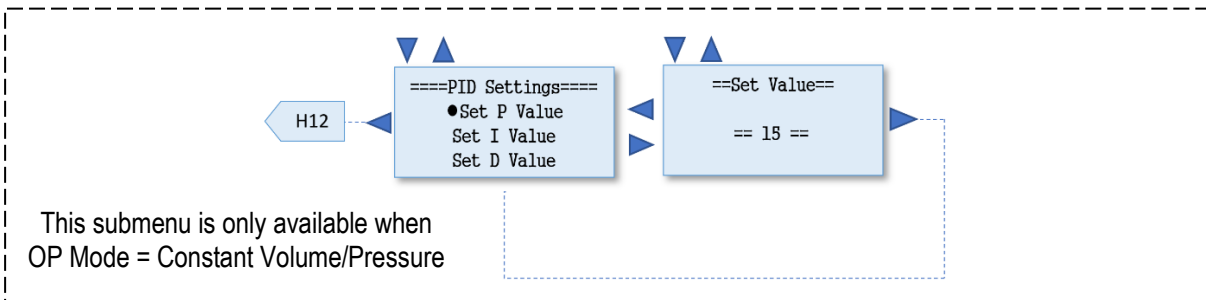 ====PID Settings====
●Set P Value
Set I Value
Set D Value
==Set Value==
== 15 ==
H12
This submenu is only available when
OP Mode = Constant Volume/Pressure